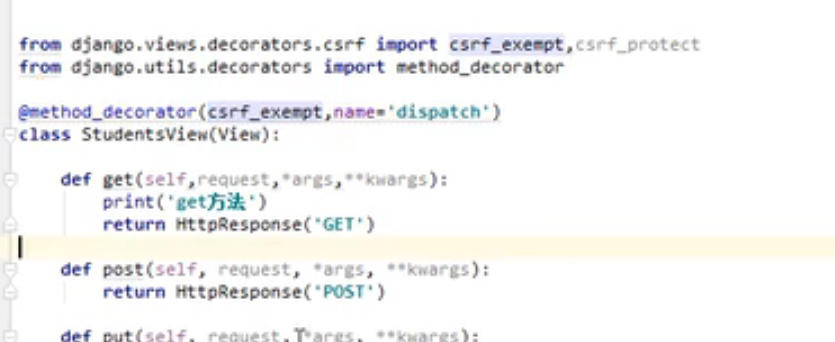 from django.views.decorators.csrf import csrf_exempt,csrf_protect
from django.utils.decorators import method_decorator
@method_decorator(csrf_exempt,name='dispatch')
class StudentsView(View):
def get(self,request,*args,**kwargs):
print('get方法')
return HttpResponse('GET')
def post(self, request, *args, **kwargs):
return HttpResponse('POST')
def put(self, request, *args, **kwargs):